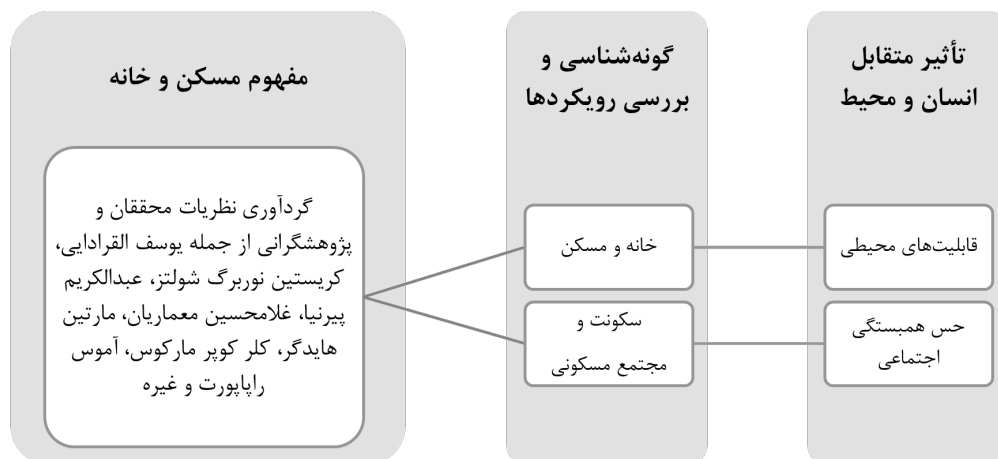 مفهوم مسکن و خانه
گردآوری نظریات محققان و
پژوهشگرانی از جمله یوسف القرادایی،
کریستین نوربرگ شولتز، عبدالکریم
پیرنیا، غلامحسین معماریان، مارتین
هایدگر، کلر کوپر مارکوس، آموس
راپاپورت و غیره
گونه‌شناسی و
بررسی رویکردها
خانه و مسکن
سکونت و
مجتمع مسکونی
تأثیر متقابل
انسان و محیط
قابلیت‌های محیطی
حس همبستگی
اجتماعی